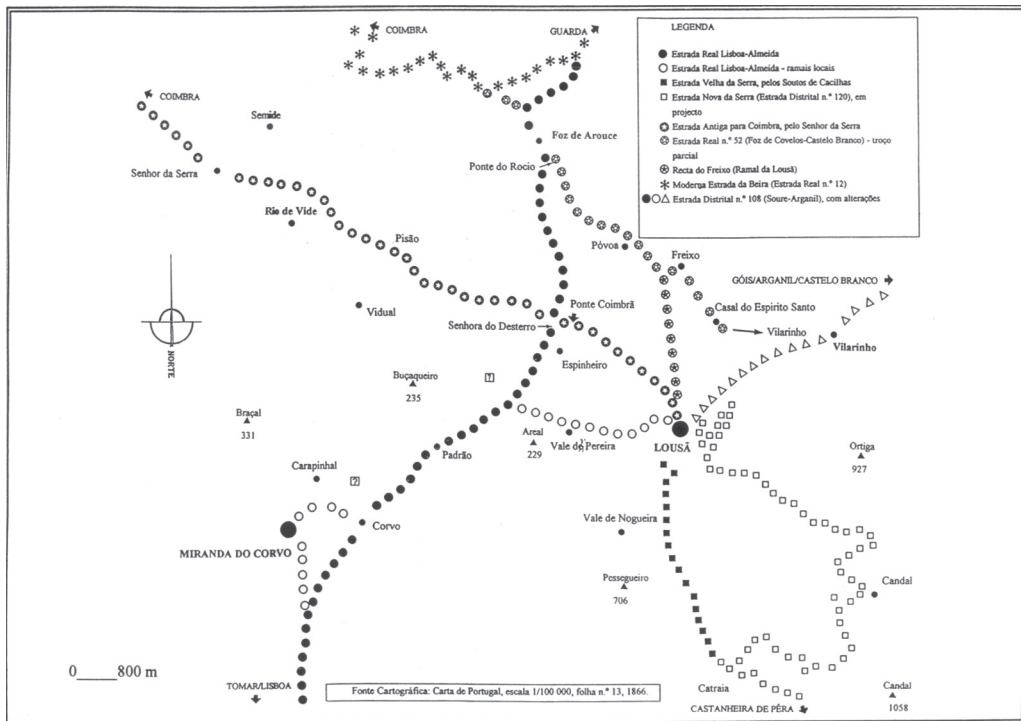 COIMBRA
GUARDA
LEGENDA
Estrada Real Lisboa-Almeida
Estrada Real Lisboa-Almeida - ramais locais
Estrada Velha da Serra, pelos Soutos de Cacilhas
Estrada Nova da Serra (Estrada Distrital n.º 120), em
projecto
Estrada Antiga para Coimbra, pelo Senhor da Serra
Estrada Real n.º 52 (Foz de Covelos-Castelo Branco) - troço
parcial
Recta do Freixo (Ramal da Lousã)
Moderna Estrada da Beira (Estrada Real n.º 12)
Estrada Distrital n.º 108 (Soure-Arganil), com alterações
COIMBRA
Semide
Foz de Arouce
Ponte do Rocio
Senhor da Serra
Rio de Vide
Pisão
Póvoa
Freixo
GÓIS/ARGANIL/CASTELO BRANCO
Vidual
Ponte Coimbrã
Casal do Espirito Santo
Senhora do Desterro
Vilarinho
Vilarinho
NORTE
Espinheiro
Buçaqueiro
235
?
Braçal
331
Areal
229
Vale de Pereira
LOUSÃ
Ortiga
927
Padrão
Carapinhal
?
Corvo
Vale de Nogueira
MIRANDA DO CORVO
Pessegueiro
706
Candal
0 800 m
TOMAR/LISBOA
Fonte Cartográfica: Carta de Portugal, escala 1/100 000, folha n.º 13, 1866.
Catraia
CASTANHEIRA DE PÊRA
Candal
1058